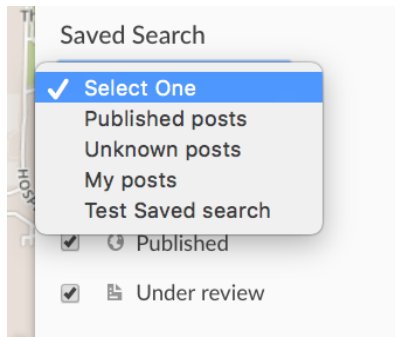 Saved Search
Select One
Published posts
Unknown posts
My posts
Test Saved search
Published
Under review